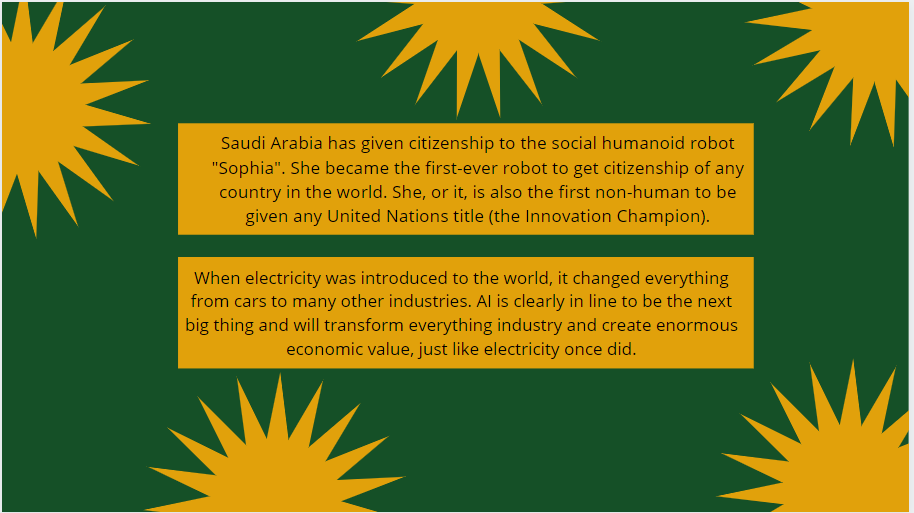 Saudi Arabia has given citizenship to the social humanoid robot
"Sophia". She became the first-ever robot to get citizenship of any
country in the world. She, or it, is also the first non-human to be
given any United Nations title (the Innovation Champion).
When electricity was introduced to the world, it changed everything
from cars to many other industries. AI is clearly in line to be the next
big thing and will transform everything industry and create enormous
economic value, just like electricity once did.